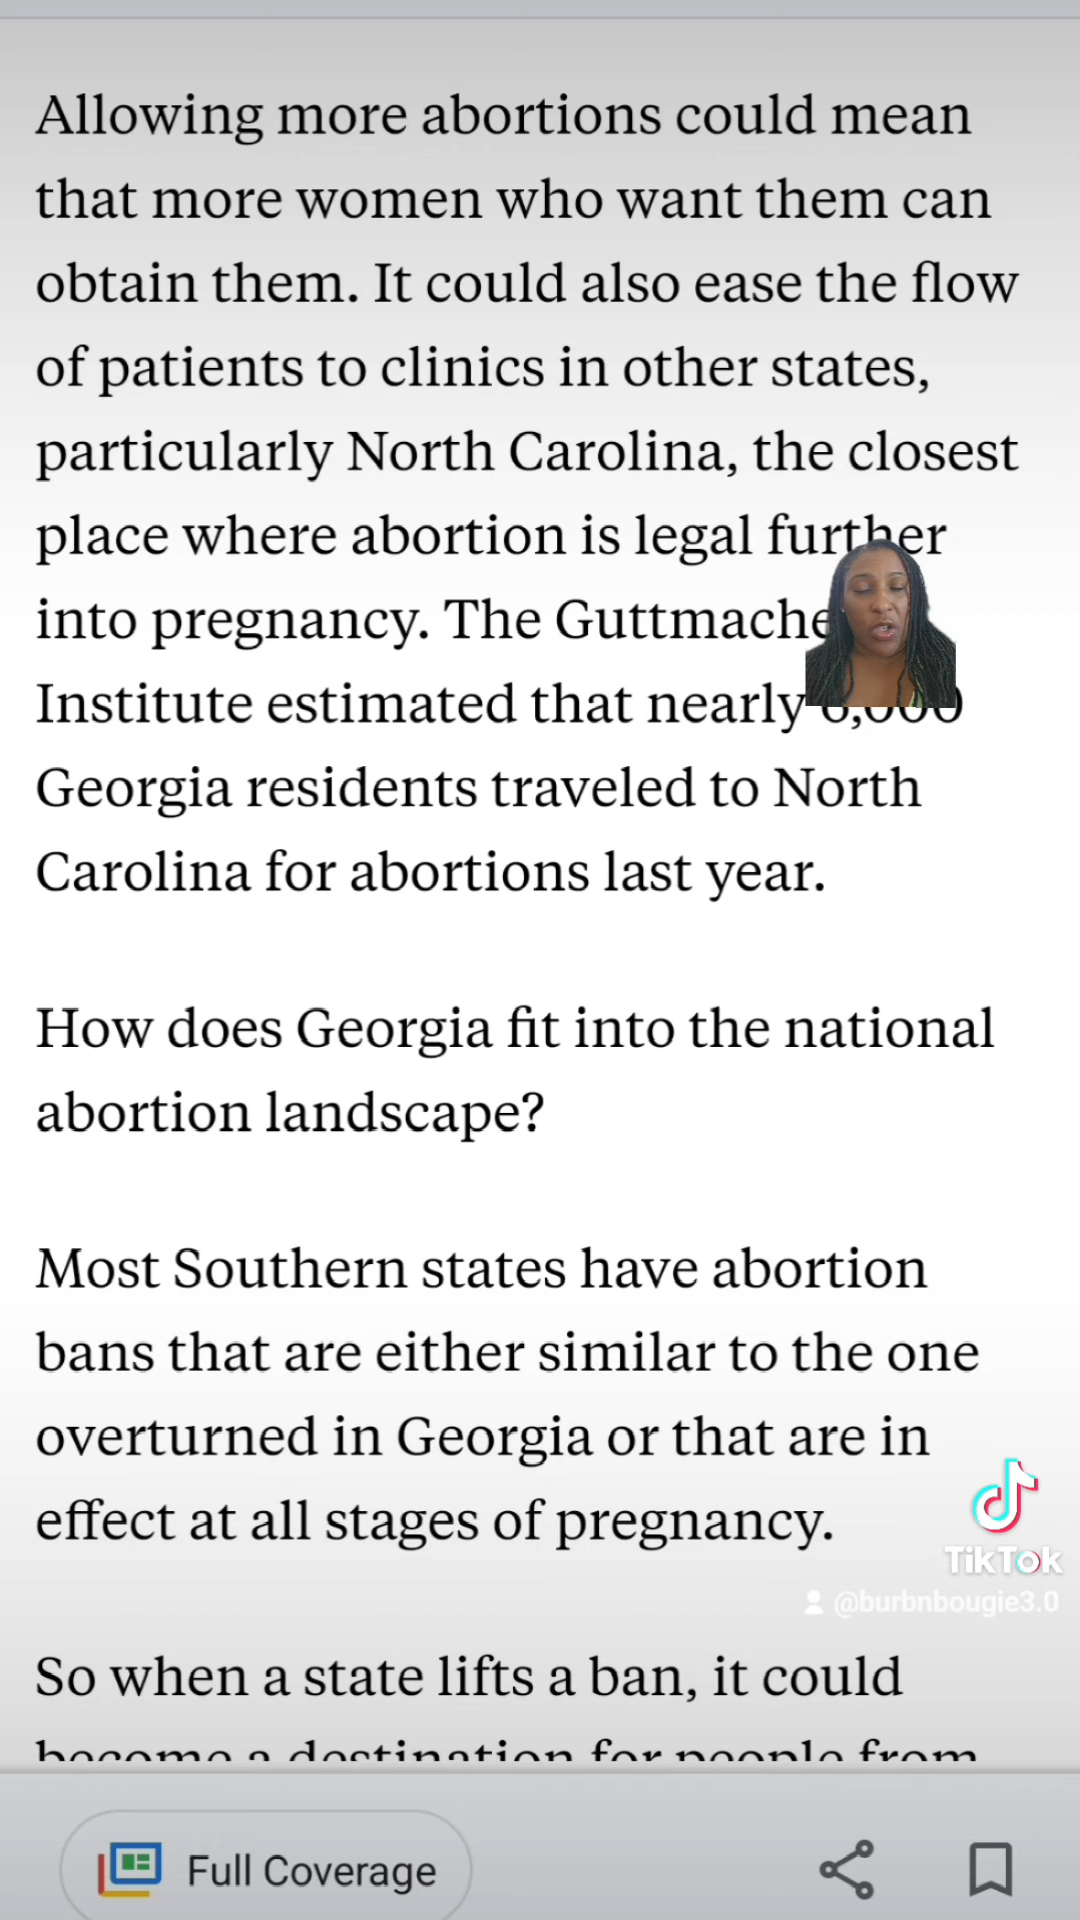 Allowing more abortions could mean
that more women who want them can
obtain them. It could also ease the flow
of patients to clinics in other states,
particularly North Carolina, the closest
place where abortion is legal further
into pregnancy. The
Institute estimated that nearly
Georgia residents traveled to North
Carolina for abortions last year.
How does Georgia fit into the national
abortion landscape?
Most Southern states have abortion
bans that are either similar to the one
overturned in Georgia or that are in
effect at all stages of pregnancy.
TikTok
@burbnbougie3.0
So when a state lifts a ban, it could
become a destination for people from
Full Coverage